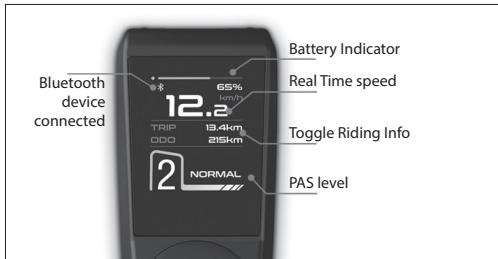 Battery Indicator
65%
Real Time speed
Bluetooth
device
connected
km/h
12.2
TRIP 13.4km
ODO 215km
Toggle Riding Info
2 NORMAL
PAS level